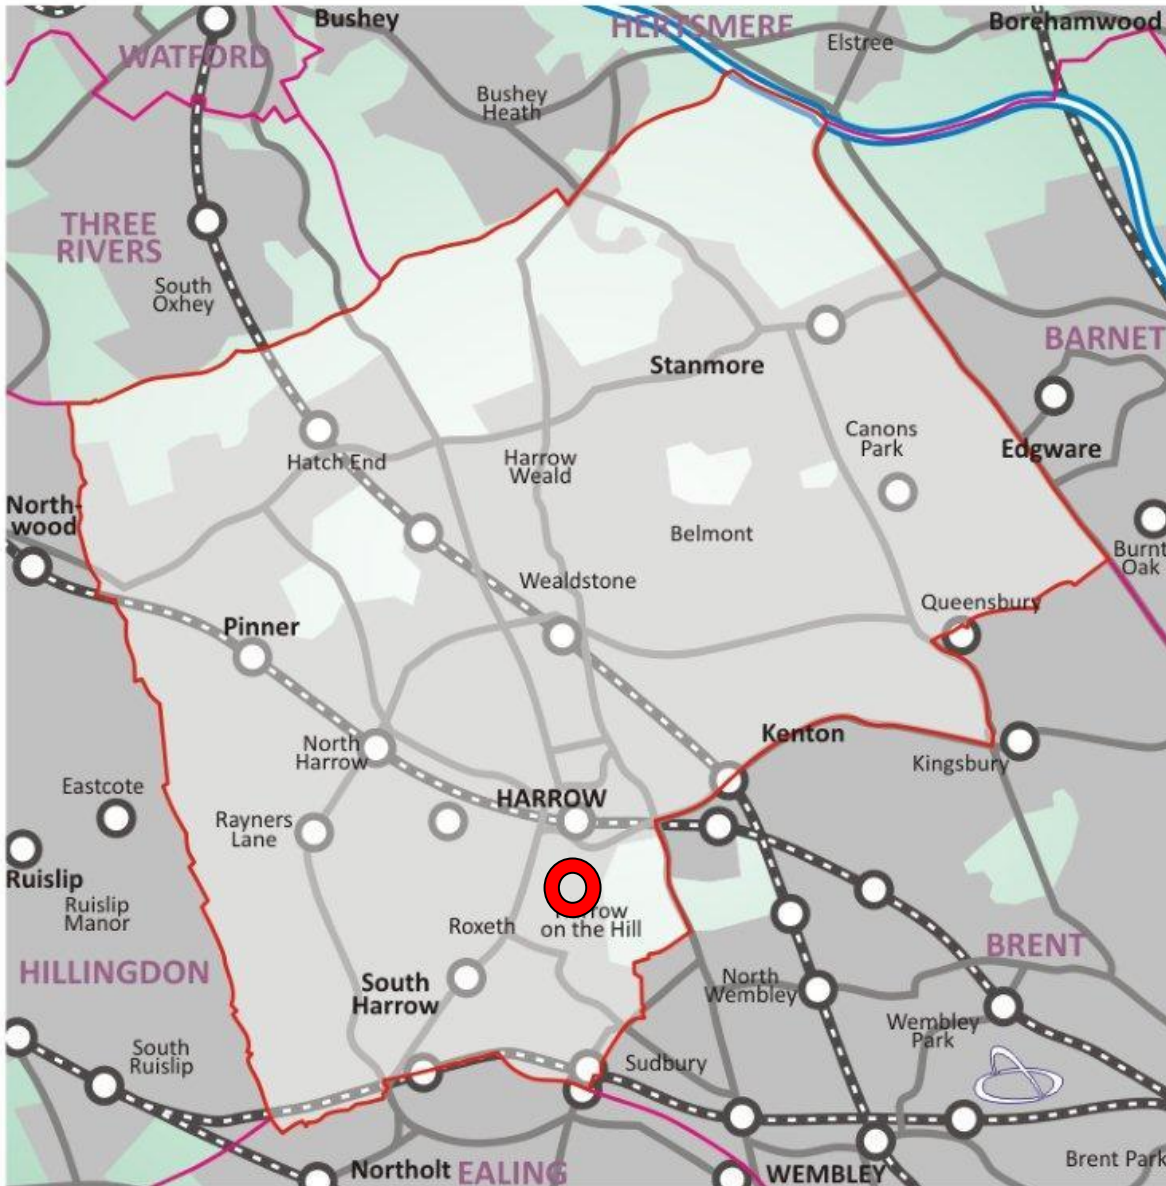 Bushey
HERTSMERE
Borehamwood
Elstree
WATFORD
Bushey
Heath
THREE
RIVERS
South
Oxhey
BARNET
Stanmore
Canons
Park
Edgware
Hatch End
Harrow
Weald
North-
wood
Belmont
Burnt
Oak
Wealdstone
Queensbury
Pinner
Kenton
North
Harrow
Kingsbury
Eastcote
HARROW
Rayners
Lane
Ruislip
Ruislip
Manor
Roxeth
on the Hill
HILLINGDON
BRENT
South
Harrow
North
Wembley
Wembley
Park
South
Ruislip
Sudbury
Northolt
EALING
WEMBLEY
Brent Park